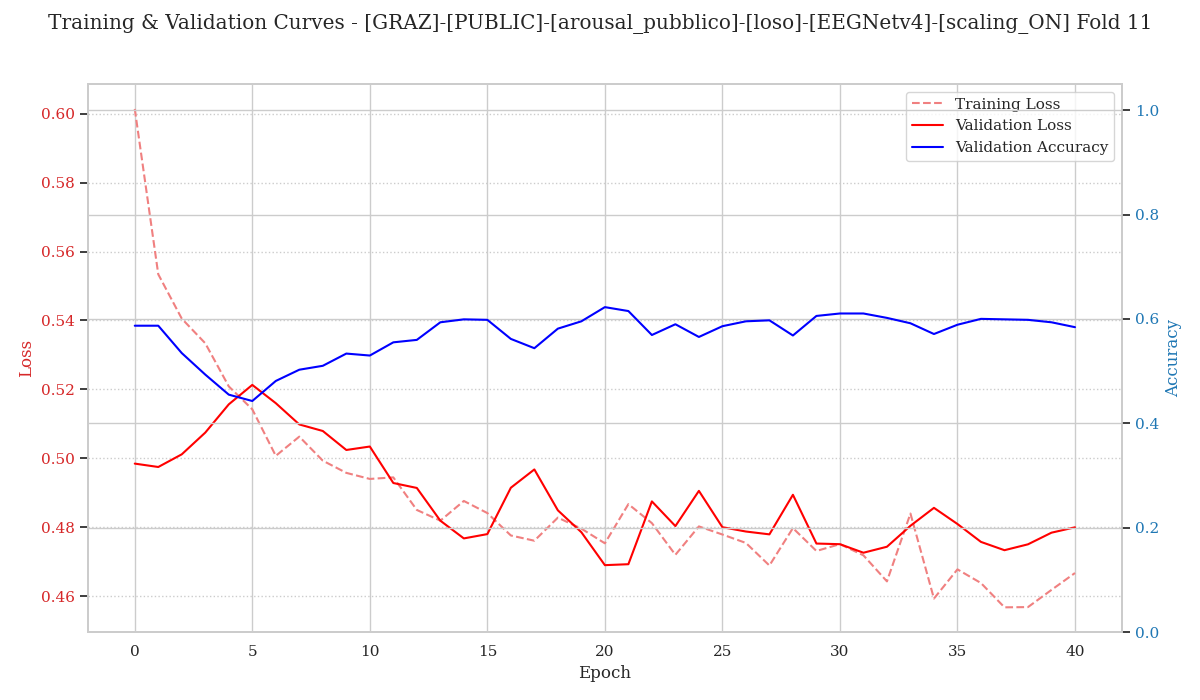 Training & Validation Curves - [GRAZ]-[PUBLIC]-[arousal_pubblico]-[loso]-[EEGNetv4]-[scaling_ON] Fold 11
Training Loss
Validation Loss
Validation Accuracy
0.60
0.58
0.56
0.54
0.52
0.50
0.48
0.46
Loss
1.0
0.8
0.6
0.4
0.2
0.0
Accuracy
0 5 10 15 20 25 30 35 40
Epoch